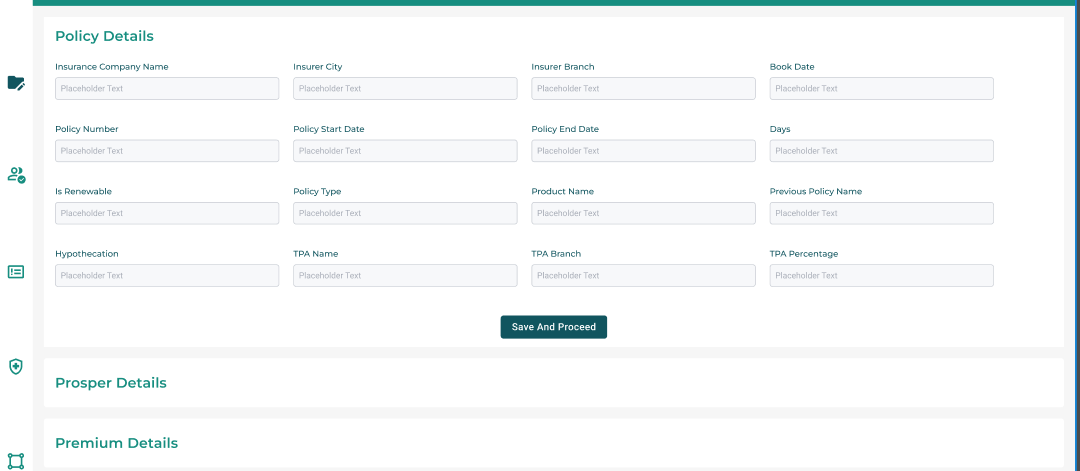 Policy Details
Insurance Company Name Insurer City Insurer Branch Book Date
Placeholder Text Placeholder Text Placeholder Text Placeholder Text
Policy Number Policy Start Date Policy End Date Days
Placeholder Text Placeholder Text Placeholder Text Placeholder Text
Is Renewable Policy Type Product Name Previous Policy Name
Placeholder Text Placeholder Text Placeholder Text Placeholder Text
Hypothecation TPA Name TPA Branch TPA Percentage
Placeholder Text Placeholder Text Placeholder Text Placeholder Text
Save And Proceed
Prosper Details
Premium Details